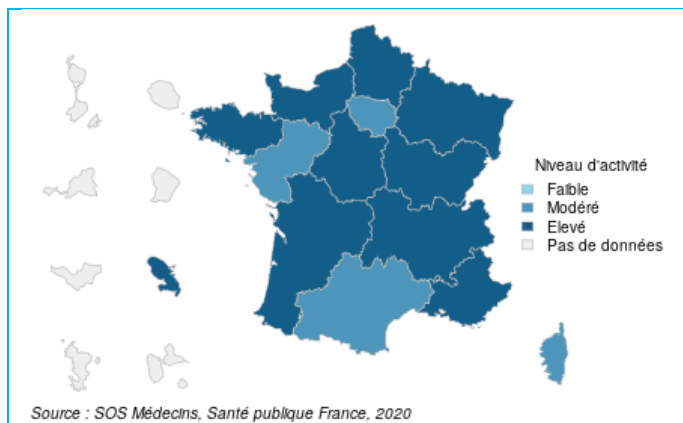 Niveau d'activité
Faible
Modéré
Elevé
Pas de données
Source : SOS Médecins, Santé publique France, 2020